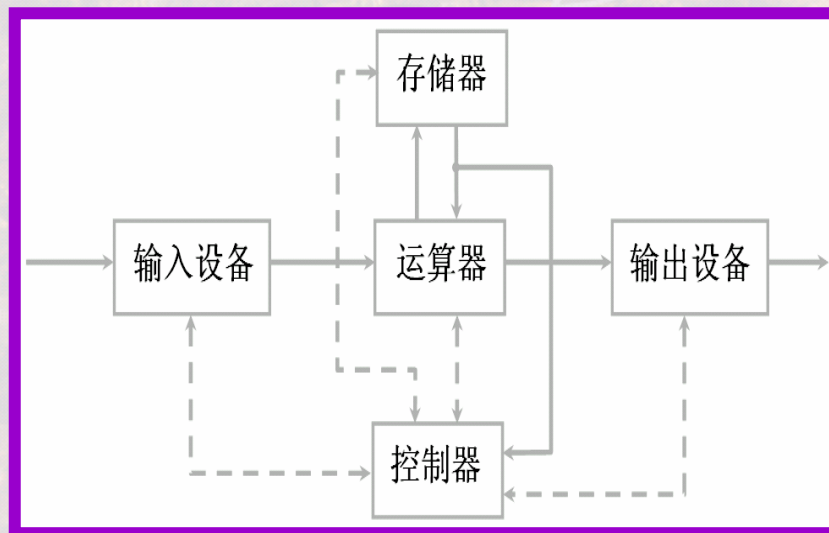 存储器
输入设备
运算器
输出设备
控制器